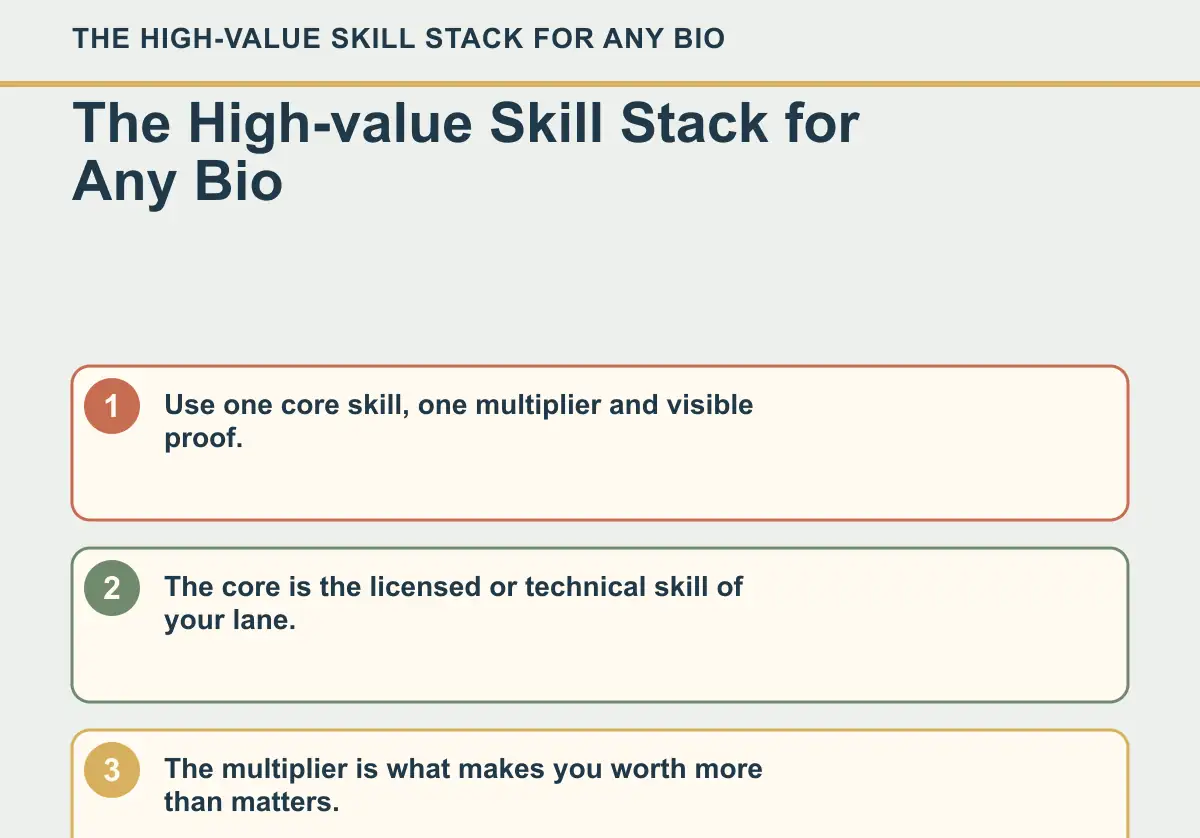 THE HIGH-VALUE SKILL STACK FOR ANY BIO
The High-value Skill Stack for
Any Bio
1
Use one core skill, one multiplier and visible
proof.
2
The core is the licensed or technical skill of
your lane.
3
The multiplier is what makes you worth more
than matters.